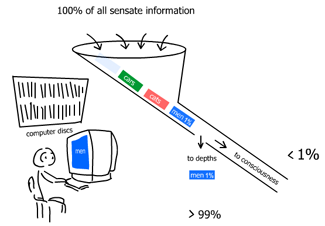 100% of all sensate information
cars
cats
men 1%
computer discs
men
to depths
to consciousness
< 1%
men 1%
> 99%